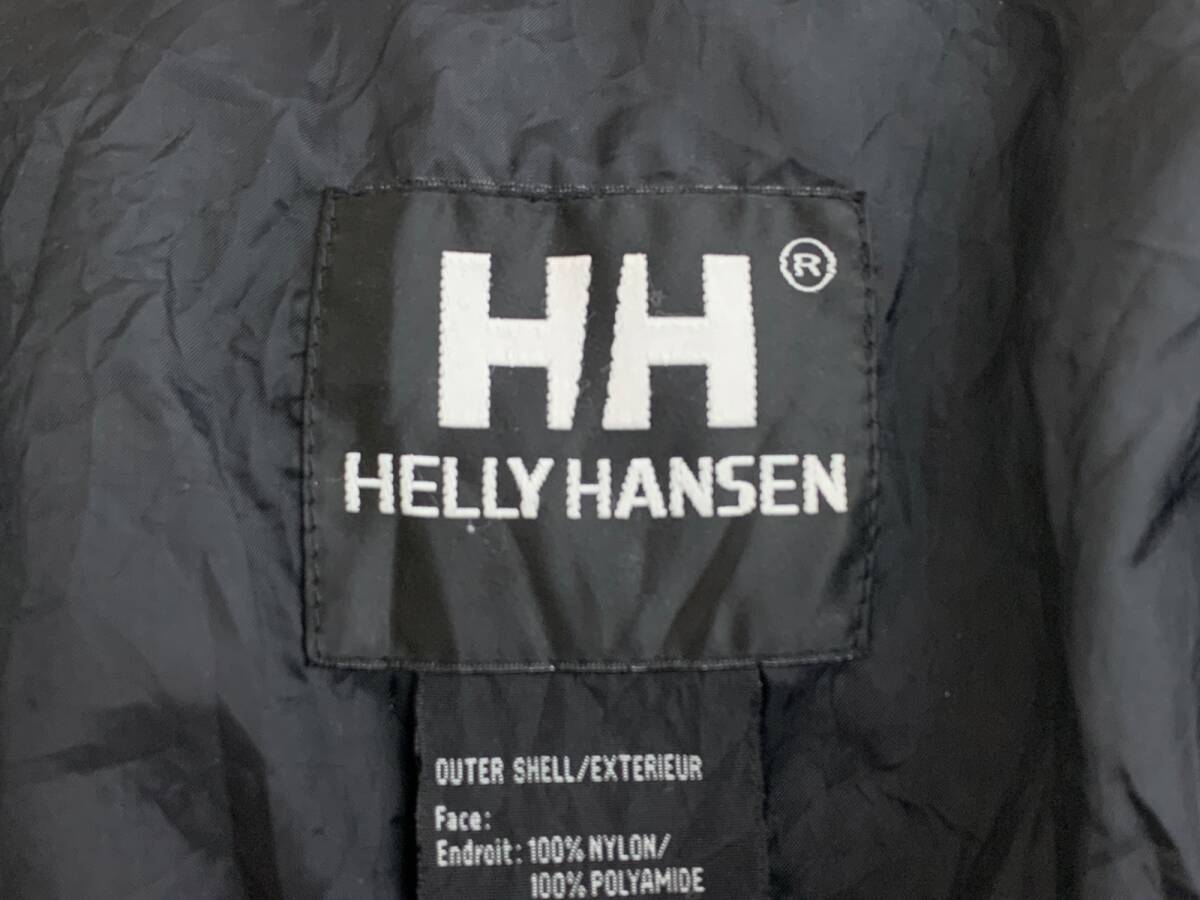 HH ®
HELLY HANSEN
OUTER SHELL/EXTERIEUR
Face:
Endroit: 100% NYLON/
100% POLYAMIDE